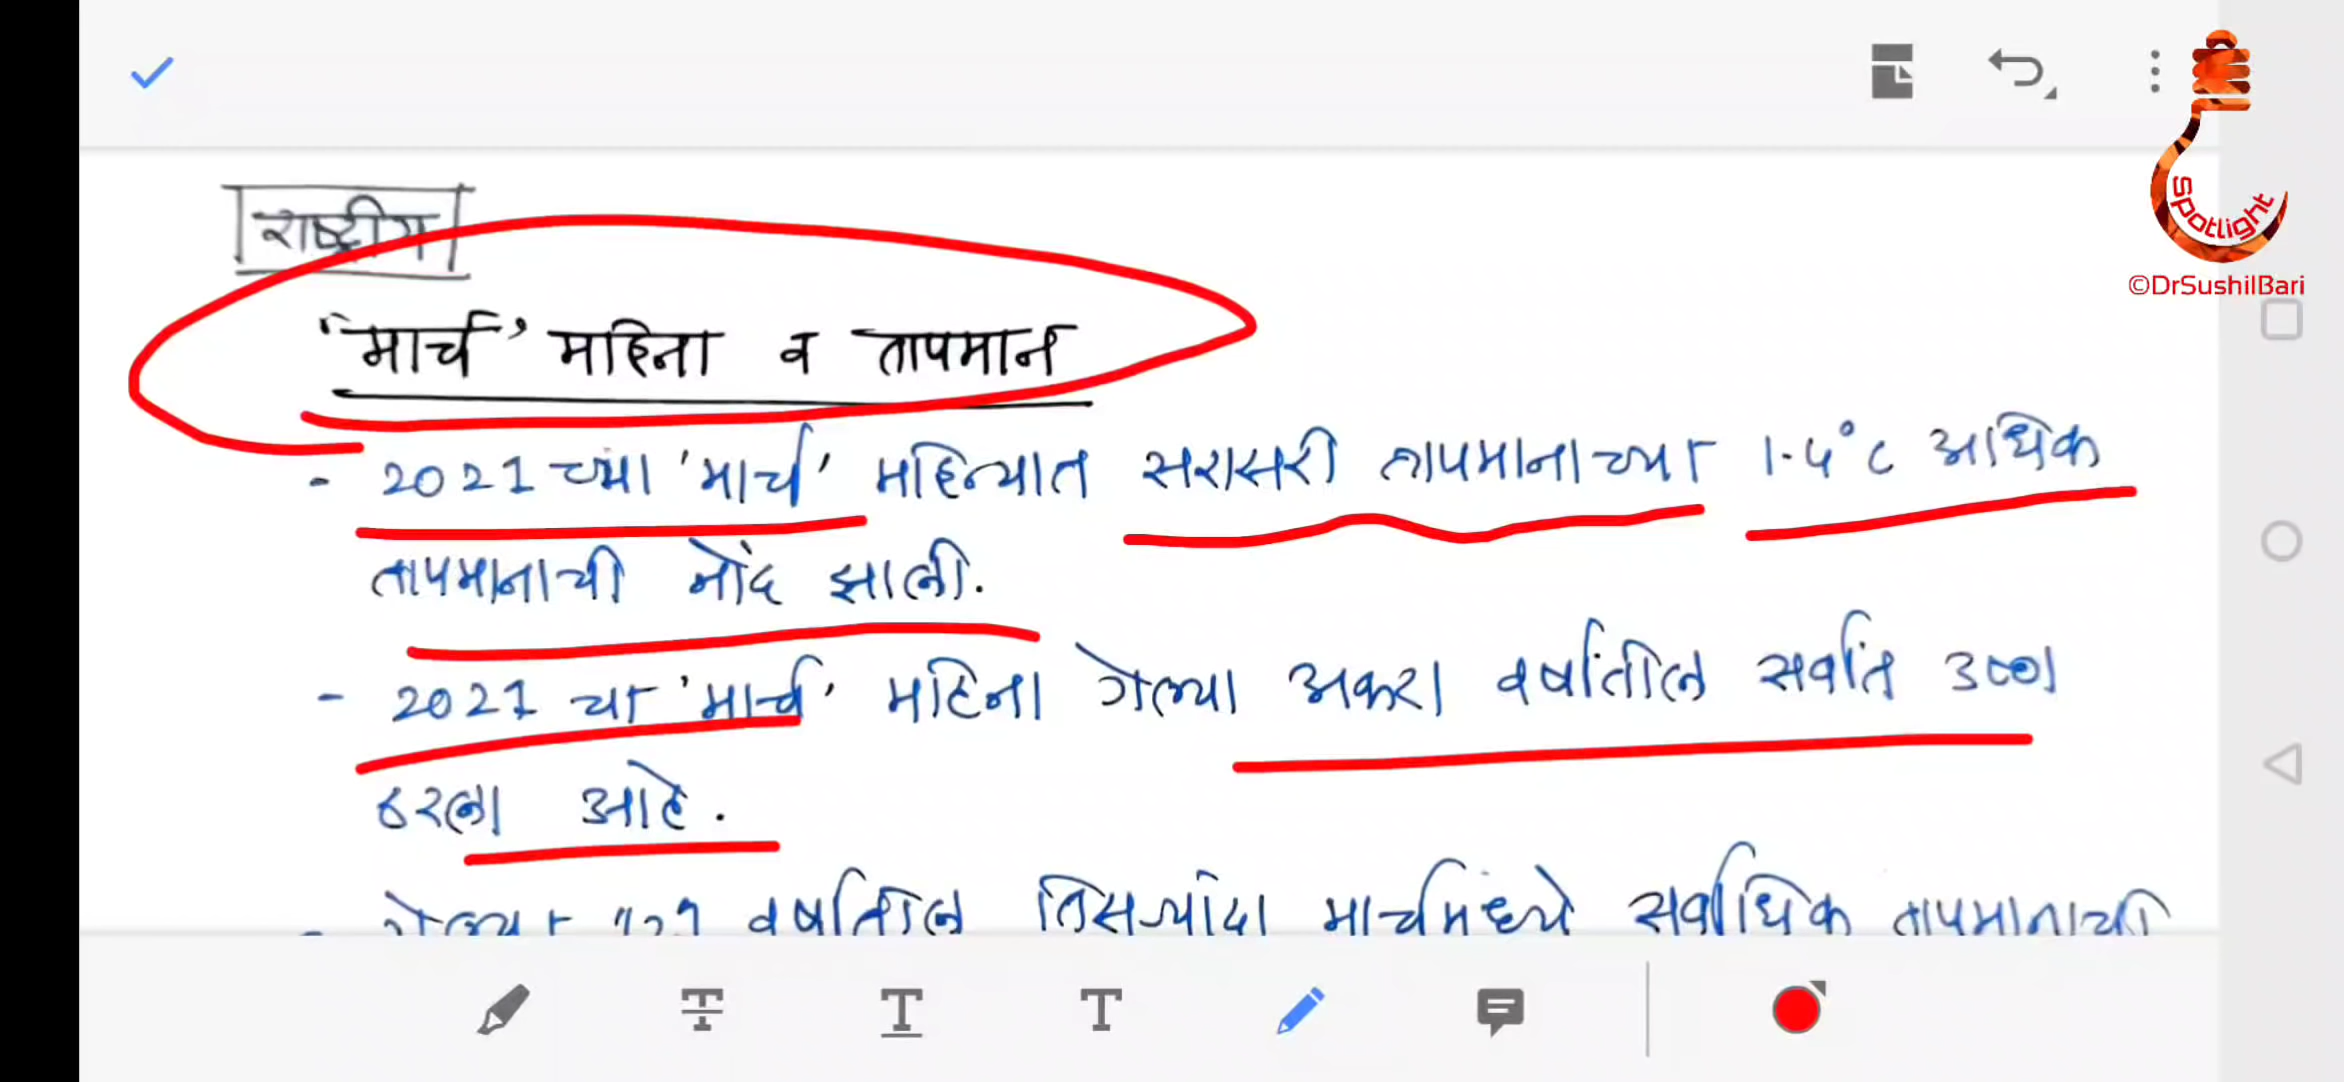 Spotlight
©DrSushilBari
राष्ट्रीय
'मार्च' महिना व तापमान
- 2021 च्या 'मार्च' महिन्यात सरासरी तापमानाच्या 1.4°C अधिक
तापमानाची नोंद झाली.
- 2021 चा 'मार्च' महिना गेल्या अकरा वर्षातील सर्वात उष्ण
ठरला आहे.
- गेल्या 121 वर्षातील तिसऱ्यांदा मार्चमध्ये सर्वाधिक तापमानाची